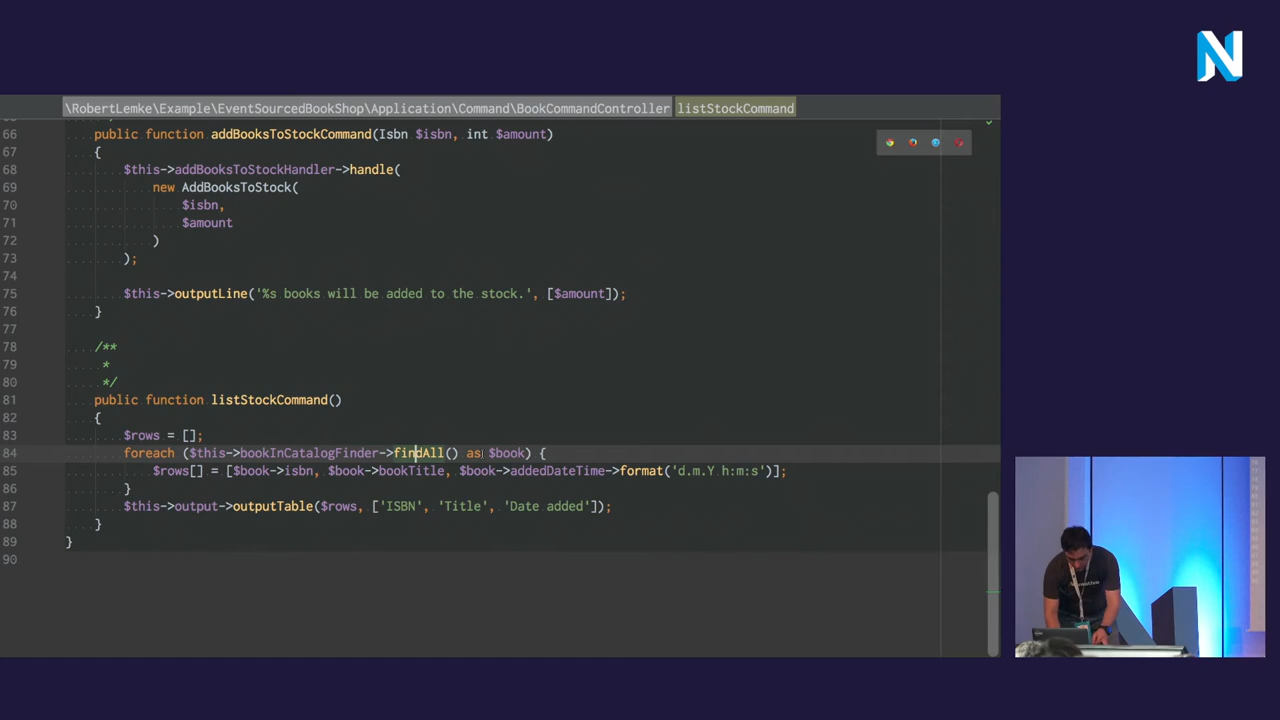 \RobertLemke\Example\EventSourcedBookShop\Application\Command\BookCommandController listStockCommand
66 public function addBooksToStockCommand(Isbn $isbn, int $amount)
67 {
68 $this->addBooksToStockHandler->handle(
69 new AddBooksToStock(
70 $isbn,
71 $amount
72 )
73 );
74
75 $this->outputLine('%s books will be added to the stock.', [$amount]);
76 }
77
78 /**
79 *
80 */
81 public function listStockCommand()
82 {
83 $rows = [];
84 foreach ($this->bookInCatalogFinder->findAll() as $book) {
85 $rows[] = [$book->isbn, $book->bookTitle, $book->addedDateTime->format('d.m.Y h:m:s')];
86 }
87 $this->output->outputTable($rows, ['ISBN', 'Title', 'Date added']);
88 }
89 }
90